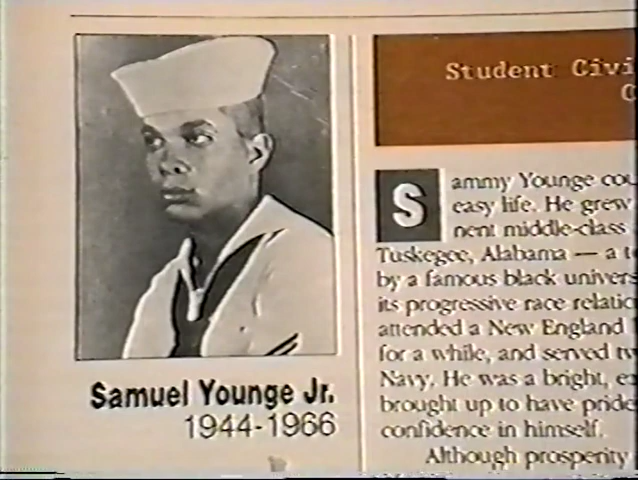 Samuel Younge Jr.
1944-1966
Student Civi
C
Sammy Younge cou
easy life. He grew
nent middle-class
Tuskegee, Alabama — a t
by a famous black univers
its progressive race relatio
attended a New England
for a while, and served tw
Navy. He was a bright, ex
brought up to have pride
confidence in himself.
Although prosperity